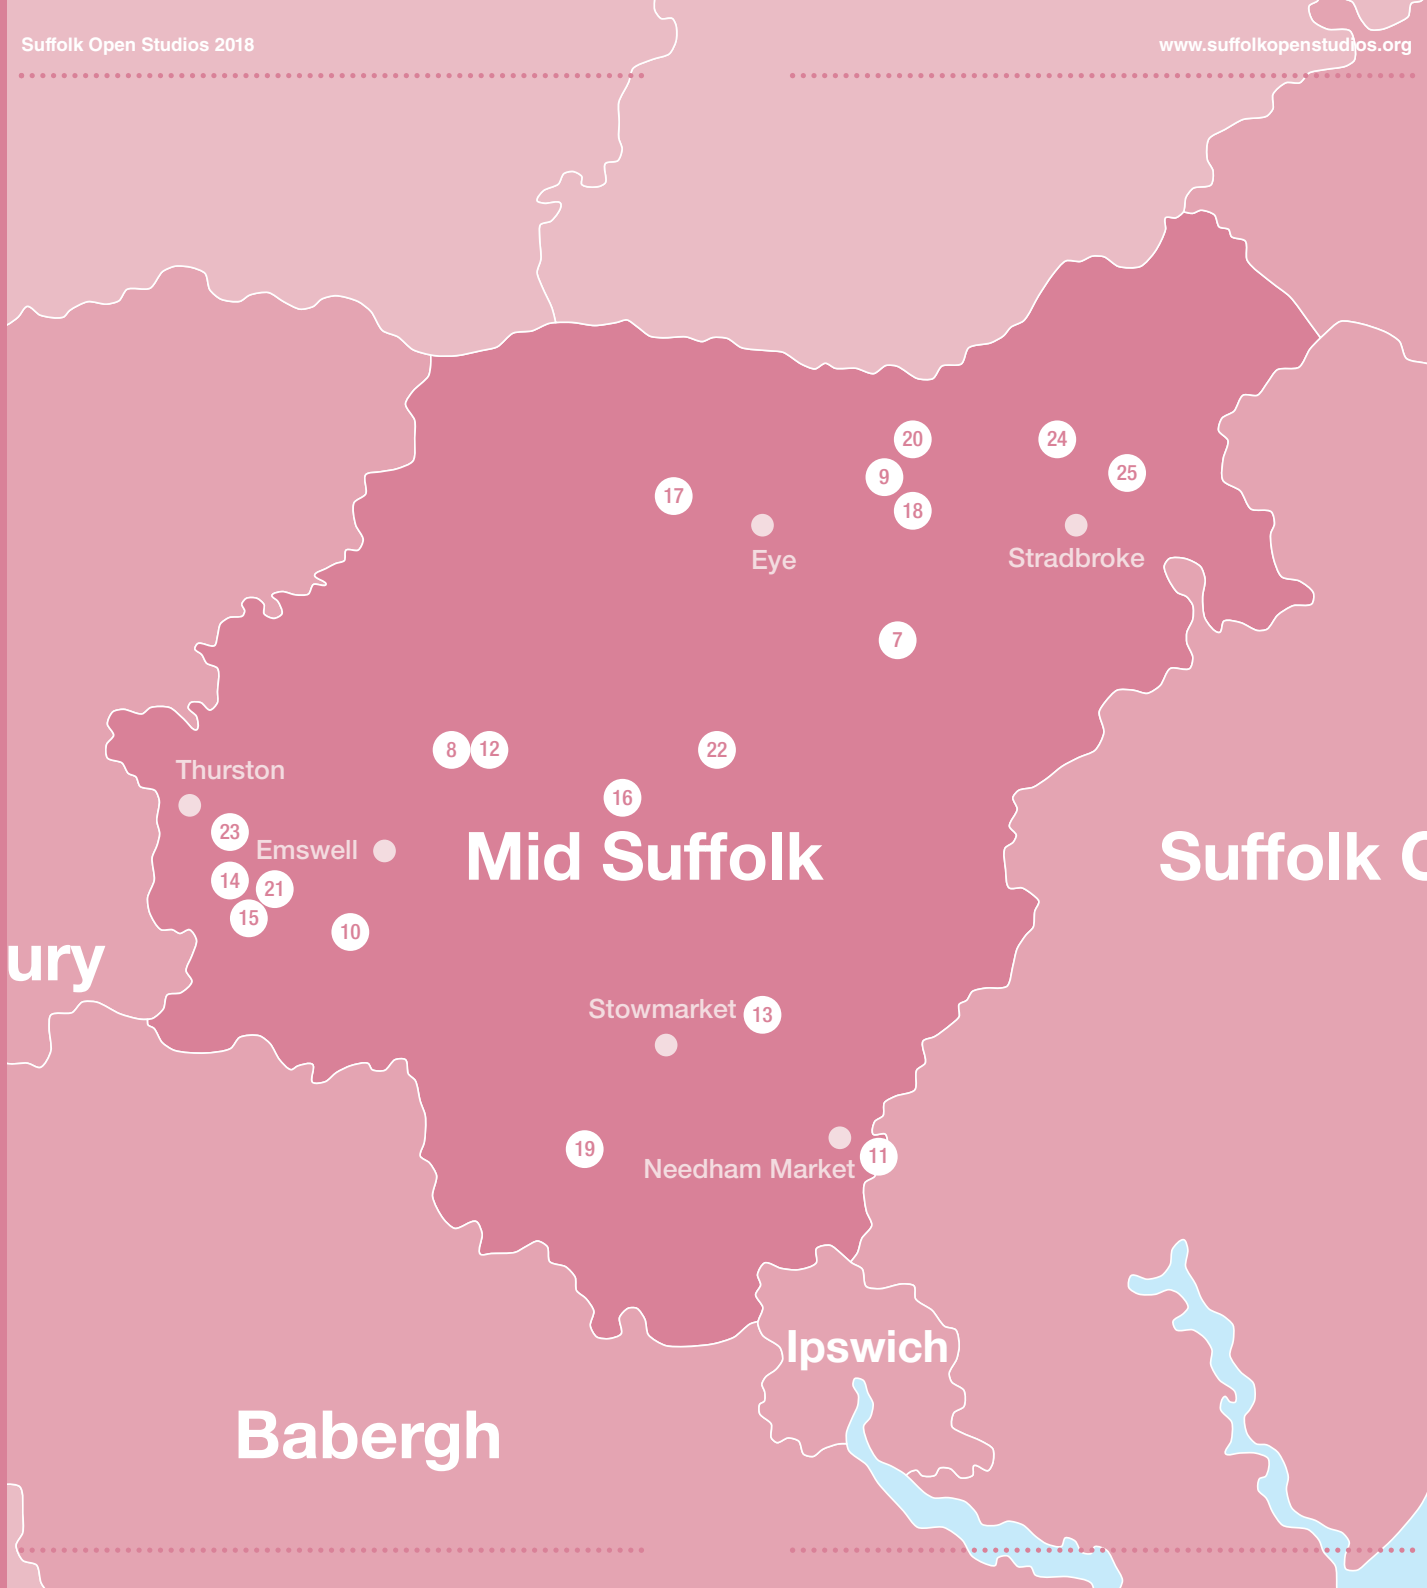 Suffolk Open Studios 2018
www.suffolkopenstudios.org
20
24
9
25
17
18
Eye
Stradbroke
7
8
12
22
Thurston
16
23
Emswell
Mid Suffolk
Suffolk C
14
21
15
10
ury
Stowmarket
13
19
Needham Market
11
Ipswich
Babergh